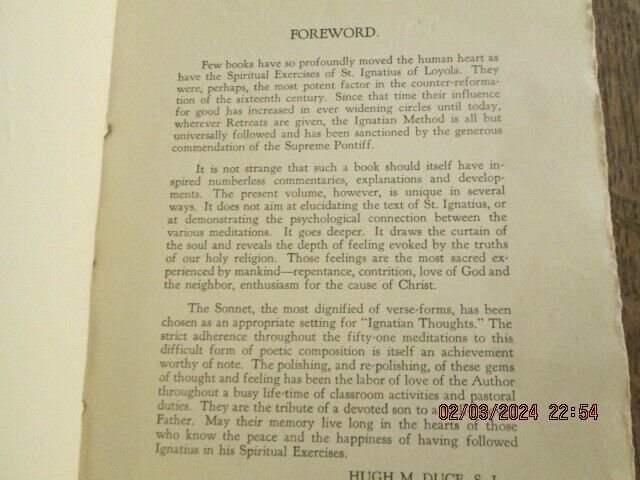 FOREWORD.
Few books have so profoundly moved the human heart as
have the Spiritual Exercises of St. Ignatius of Loyola. They
were, perhaps, the most potent factor in the counter-reforma-
tion of the sixteenth century. Since that time their influence
for good has increased in ever widening circles until today,
wherever Retreats are given, the Ignatian Method is all but
universally followed and has been sanctioned by the generous
commendation of the Supreme Pontiff.
It is not strange that such a book should itself have in-
spired numberless commentaries, explanations and develop-
ments. The present volume, however, is unique in several
ways. It does not aim at elucidating the text of St. Ignatius, or
at demonstrating the psychological connection between the
various meditations. It goes deeper. It draws the curtain of
the soul and reveals the depth of feeling evoked by the truths
of our holy religion. Those feelings are the most sacred ex-
perienced by mankind—repentance, contrition, love of God and
the neighbor, enthusiasm for the cause of Christ.
The Sonnet, the most dignified of verse-forms, has been
chosen as an appropriate setting for "Ignatian Thoughts." The
strict adherence throughout the fifty-one meditations to this
difficult form of poetic composition is itself an achievement
worthy of note. The polishing, and re-polishing, of these gems
of thought and feeling has been the labor of love of the Author
throughout a busy life-time of classroom activities and pastoral
duties. They are the tribute of a devoted son to a
Father. May their memory live long in the hearts of those
who know the peace and the happiness of having followed
Ignatius in his Spiritual Exercises.
HUGH M. DUCE, S. J.
02/03/2024 22:54